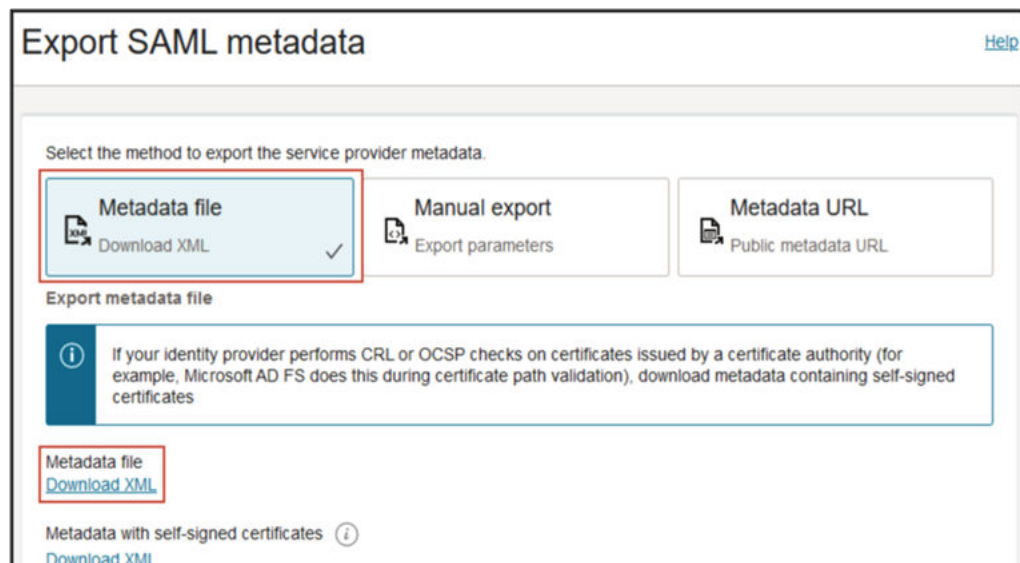 Export SAML metadata
Help
Select the method to export the service provider metadata.
Metadata file
Download XML
Manual export
Export parameters
Metadata URL
Public metadata URL
Export metadata file
If your identity provider performs CRL or OCSP checks on certificates issued by a certificate authority (for
example, Microsoft AD FS does this during certificate path validation), download metadata containing self-signed
certificates
Metadata file
Download XML
Metadata with self-signed certificates
Download XML